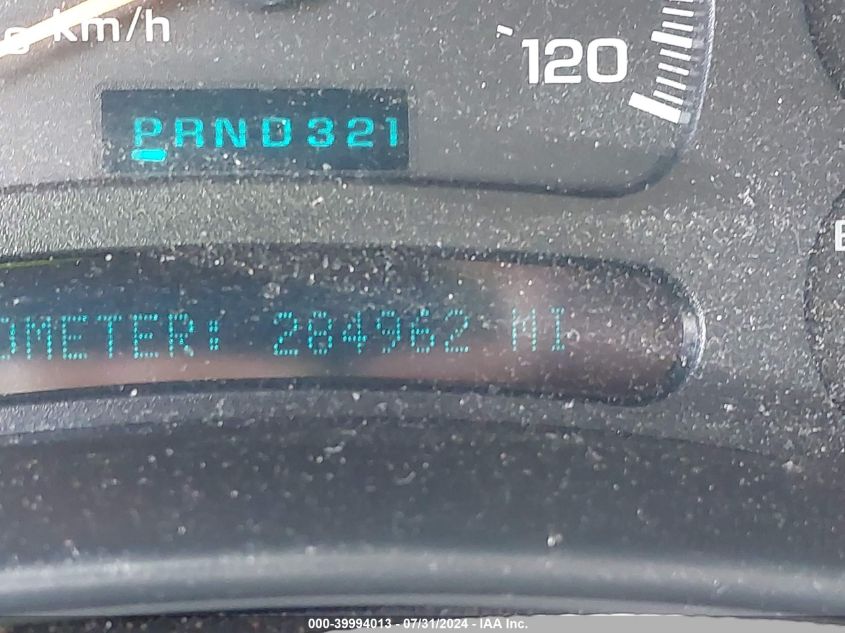 km/h
120
PRND321
OMETER: 284962 MI
000-39994013 - 07/31/2024 - IAA Inc.